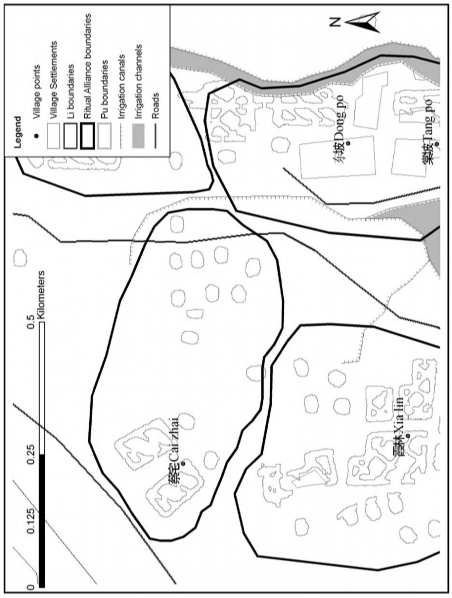 Legend
Village points
Village Settlements
Li boundaries
Ritual Alliance boundaries
Pu boundaries
Irrigation canals
Irrigation channels
Roads
N
东坡Dong po
棠坡Tang po
蔡宅Cai zhai
霞林Xia lin
0 0.125 0.25 0.5
Kilometers